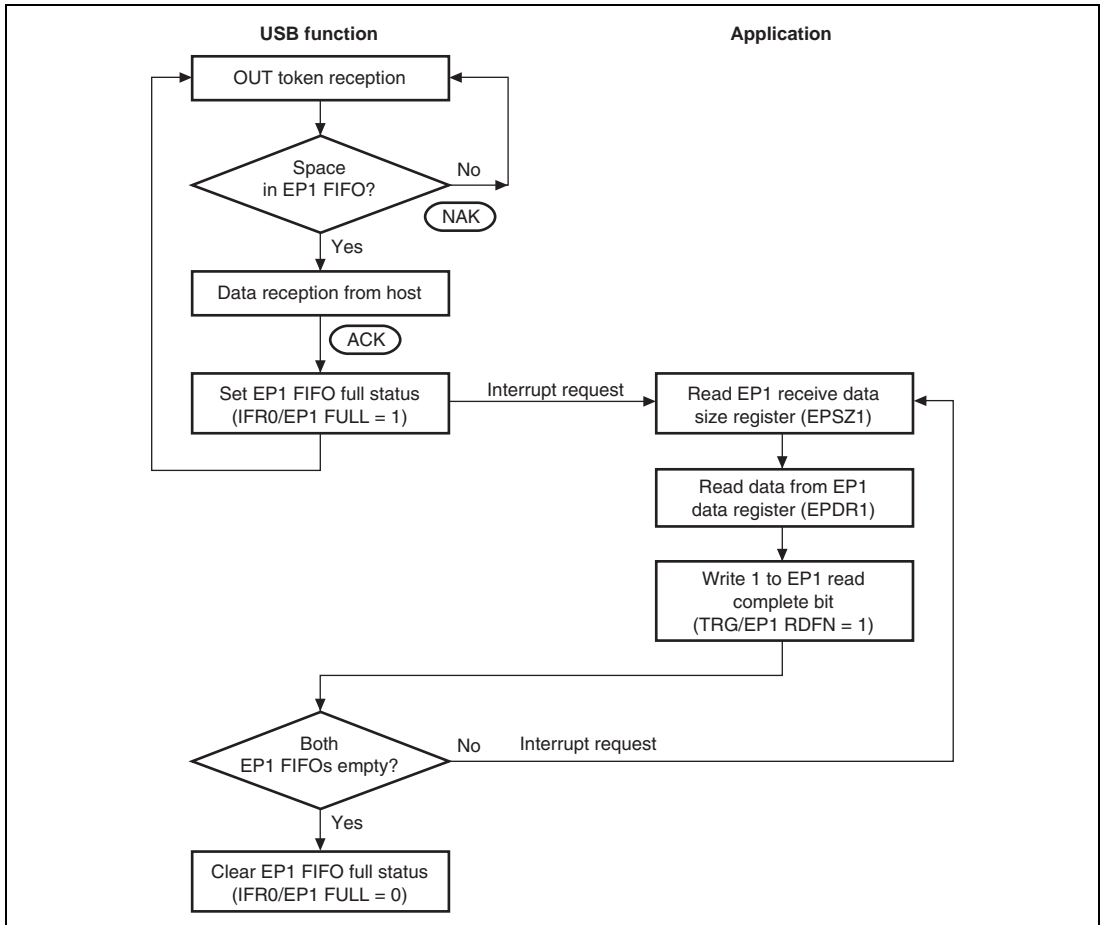 USB function
Application
OUT token reception
Space
in EP1 FIFO?
No
NAK
Yes
Data reception from host
ACK
Set EP1 FIFO full status
(IFR0/EP1 FULL = 1)
Interrupt request
Read EP1 receive data
size register (EPSZ1)
Read data from EP1
data register (EPDR1)
Write 1 to EP1 read
complete bit
(TRG/EP1 RDFN = 1)
Both
EP1 FIFOs empty?
No
Interrupt request
Yes
Clear EP1 FIFO full status
(IFR0/EP1 FULL = 0)